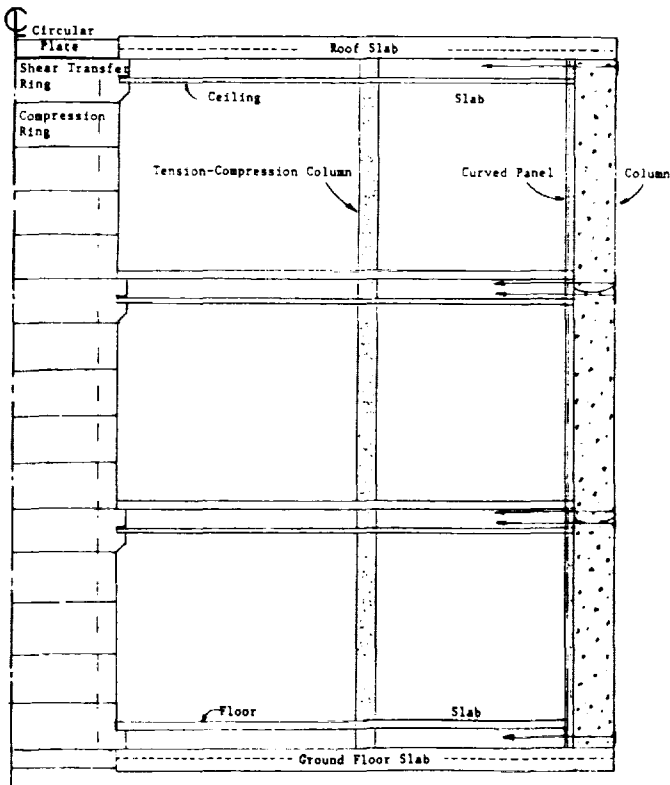 ℄
Circular
Plate
Roof Slab
Shear Transfer
Ring
Ceiling
Slab
Compression
Ring
Tension-Compression Column
Curved Panel
Column
Floor
Slab
Ground Floor Slab